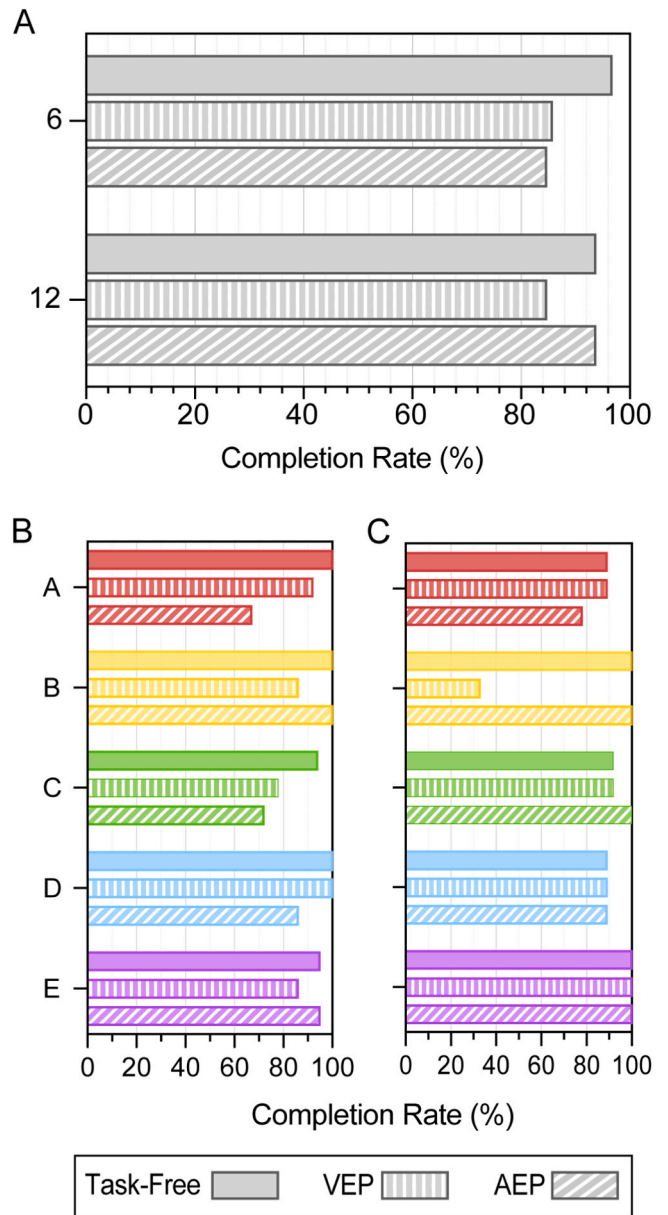 A
6
12
0 20 40 60 80 100
Completion Rate (%)
B C
A
B
C
D
E
0 20 40 60 80 100 0 20 40 60 80 100
Completion Rate (%)
Task-Free VEP AEP